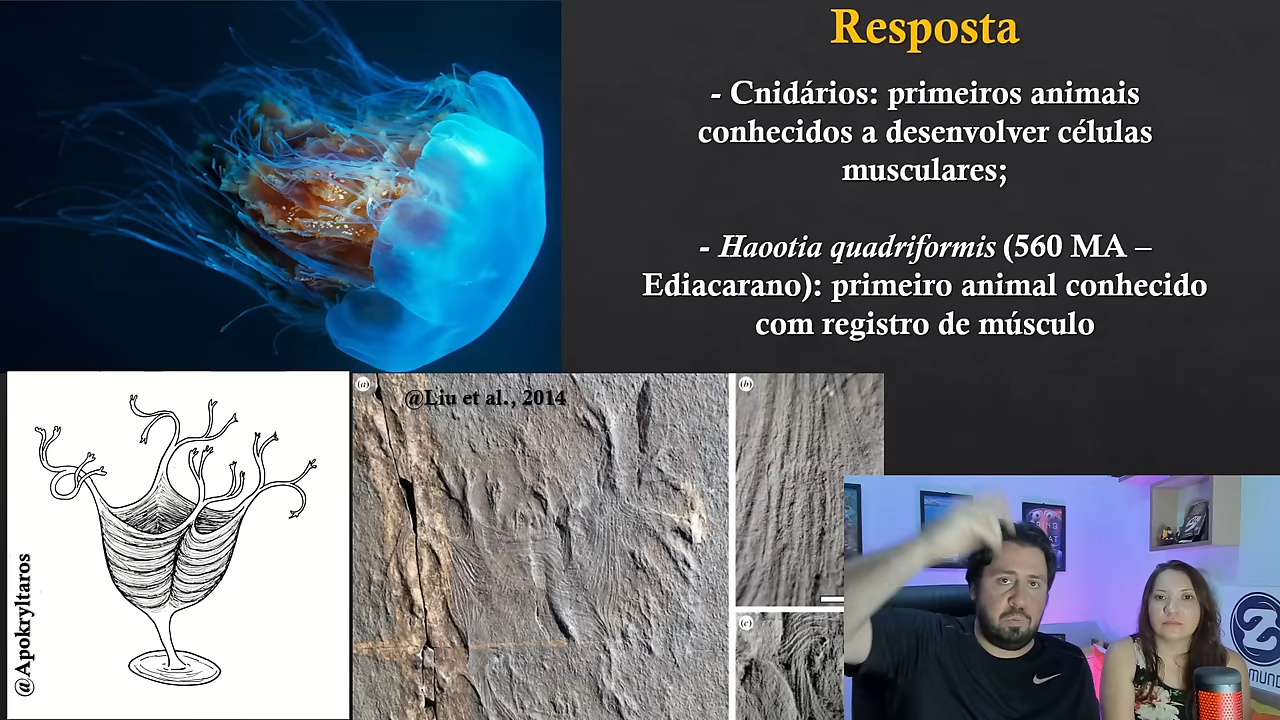 Resposta
- Cnidários: primeiros animais
conhecidos a desenvolver células
musculares;
- Haootia quadriformis (560 MA –
Ediacarano): primeiro animal conhecido
com registro de músculo
(a)
@Liu et al., 2014
(b)
(c)
@Apokryltaros
MUND